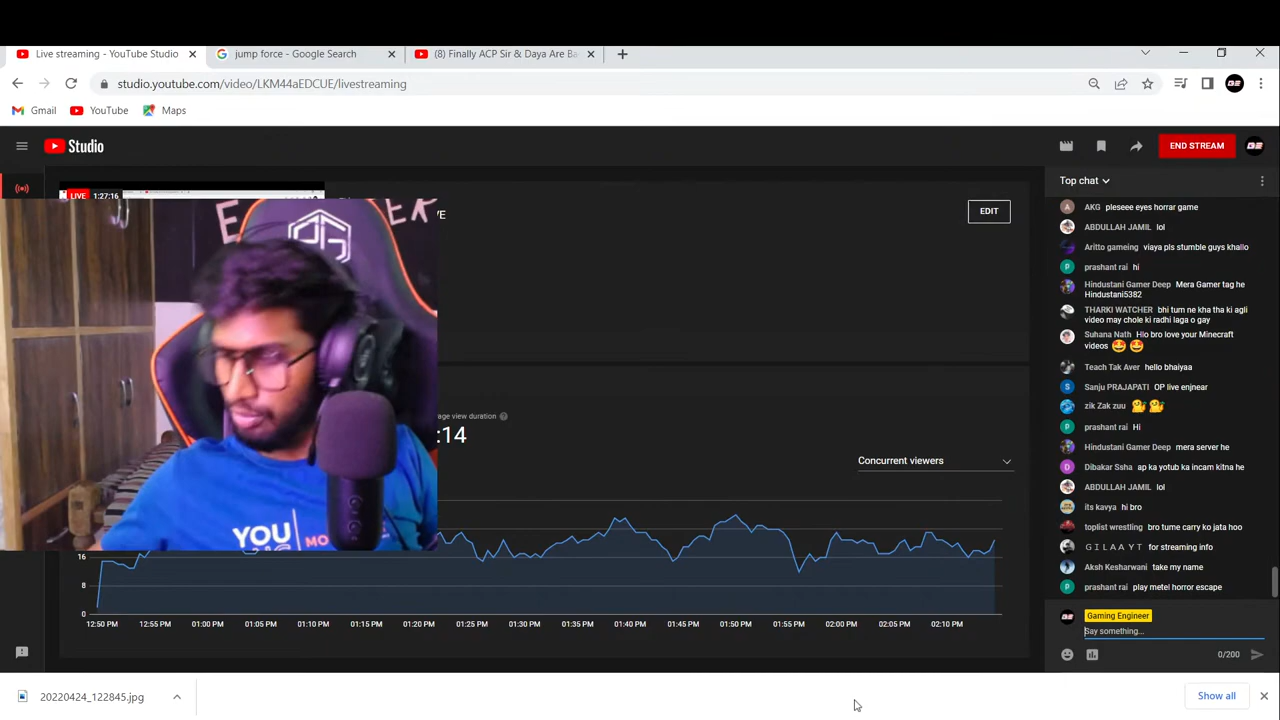 Live streaming - YouTube Studio
jump force - Google Search
(8) Finally ACP Sir & Daya Are Ba
studio.youtube.com/video/LKM44aEDCUE/livestreaming
Gmail
YouTube
Maps
Studio
END STREAM
LIVE 1:27:16
VE
EDIT
Top chat
AKG pleseee eyes horrar game
ABDULLAH JAMIL lol
Aritto gameing viaya pls stumble guys khallo
prashant rai hi
Hindustani Gamer Deep Mera Gamer tag he
Hindustani5382
THARKI WATCHER bhi tum ne kha tha ki agli
video may chole ki radhi laga o gay
Suhana Nath Hlo bro love your Minecraft
videos
Teach Tak Aver hello bhaiyaa
Sanju PRAJAPATI OP live enjnear
zik Zak zuu
prashant rai Hi
Hindustani Gamer Deep mera server he
Dibakar Ssha ap ka yotub ka incam kitna he
ABDULLAH JAMIL lol
its kavya hi bro
toplist wrestling bro tume carry ko jata hoo
G I L A A Y T for streaming info
Aksh Kesharwani take my name
prashant rai play metel horror escape
Gaming Engineer
Say something...
0/200
age view duration
:14
Concurrent viewers
16
8
0
12:50 PM 12:55 PM 01:00 PM 01:05 PM 01:10 PM 01:15 PM 01:20 PM 01:25 PM 01:30 PM 01:35 PM 01:40 PM 01:45 PM 01:50 PM 01:55 PM 02:00 PM 02:05 PM 02:10 PM
YOU
MO
20220424_122845.jpg
Show all